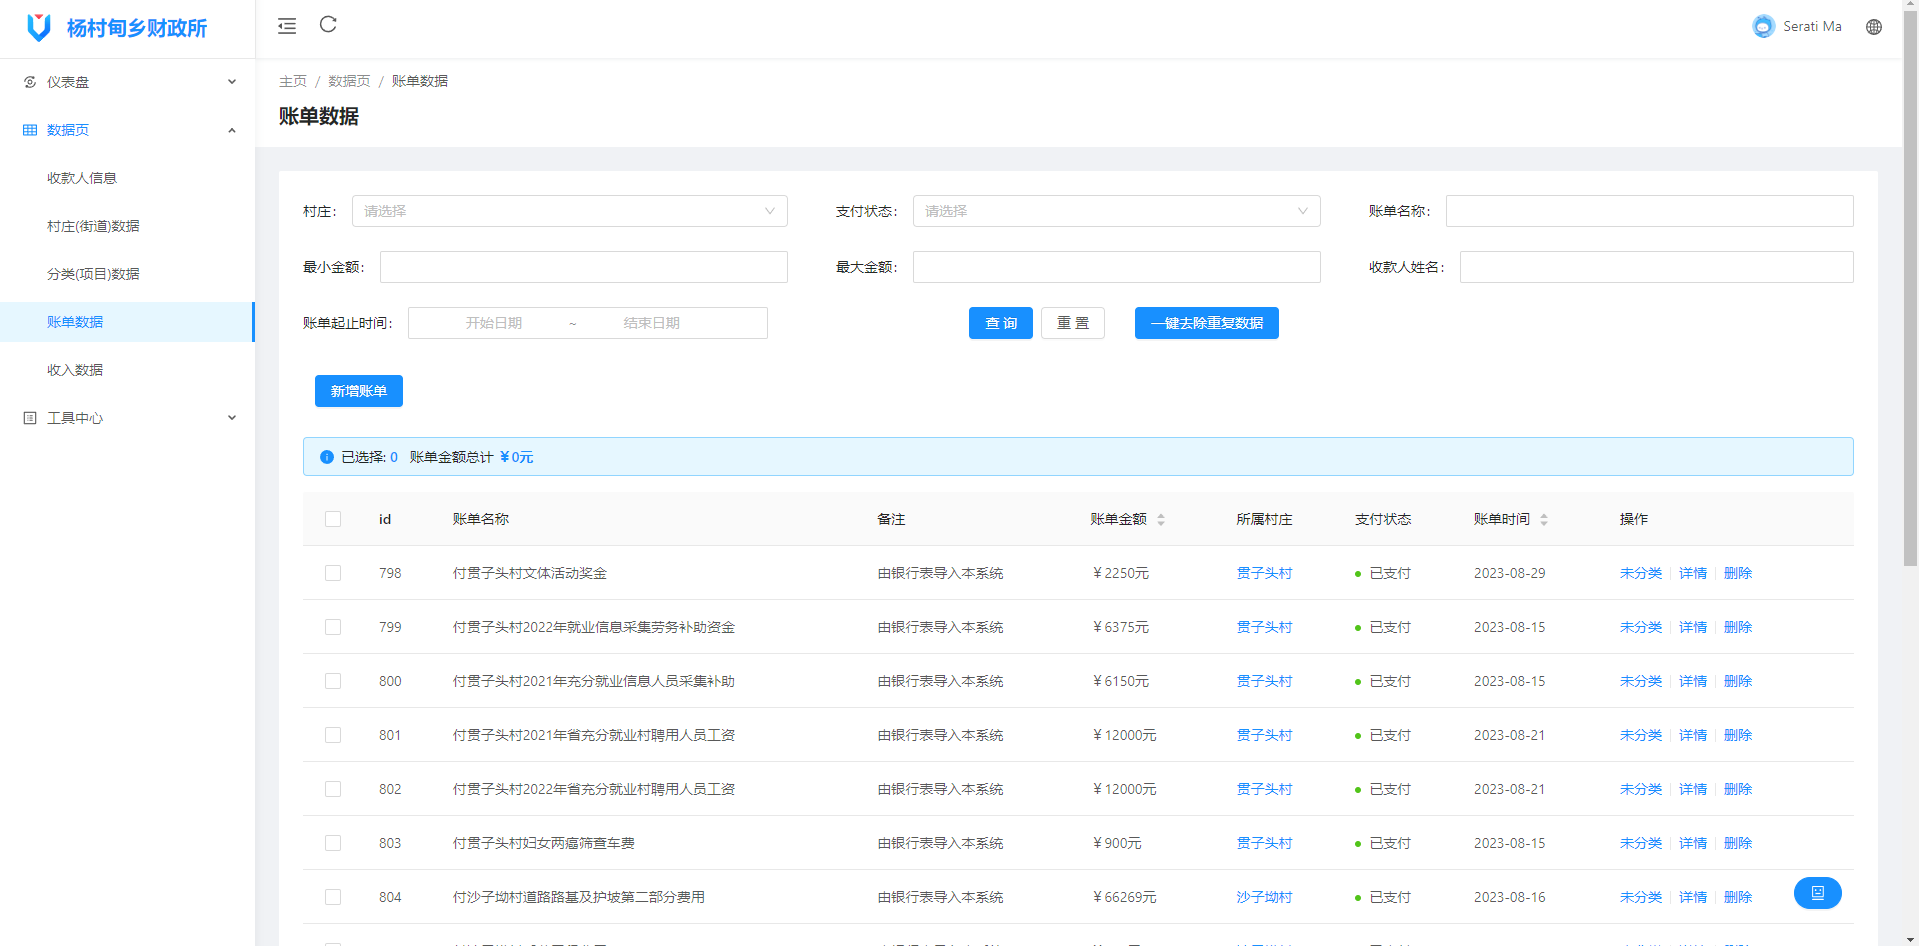 杨村甸乡财政所
Serati Ma
仪表盘
数据页
收款人信息
村庄(街道)数据
分类(项目)数据
账单数据
收入数据
工具中心
主页 / 数据页 / 账单数据
账单数据
村庄: 请选择 支付状态: 请选择 账单名称:
最小金额: 最大金额: 收款人姓名:
账单起止时间: 开始日期 ~ 结束日期 查 询 重 置 一键去除重复数据
新增账单
已选择: 0 账单金额总计 ￥0元
id 账单名称 备注 账单金额 所属村庄 支付状态 账单时间 操作
798 付贯子头村文体活动奖金 由银行表导入本系统 ￥2250元 贯子头村 已支付 2023-08-29 未分类 详情 删除
799 付贯子头村2022年就业信息采集劳务补助资金 由银行表导入本系统 ￥6375元 贯子头村 已支付 2023-08-15 未分类 详情 删除
800 付贯子头村2021年充分就业信息人员采集补助 由银行表导入本系统 ￥6150元 贯子头村 已支付 2023-08-15 未分类 详情 删除
801 付贯子头村2021年省充分就业村聘用人员工资 由银行表导入本系统 ￥12000元 贯子头村 已支付 2023-08-21 未分类 详情 删除
802 付贯子头村2022年省充分就业村聘用人员工资 由银行表导入本系统 ￥12000元 贯子头村 已支付 2023-08-21 未分类 详情 删除
803 付贯子头村妇女两癌筛查车费 由银行表导入本系统 ￥900元 贯子头村 已支付 2023-08-15 未分类 详情 删除
804 付沙子坳村道路路基及护坡第二部分费用 由银行表导入本系统 ￥66269元 沙子坳村 已支付 2023-08-16 未分类 详情 删除